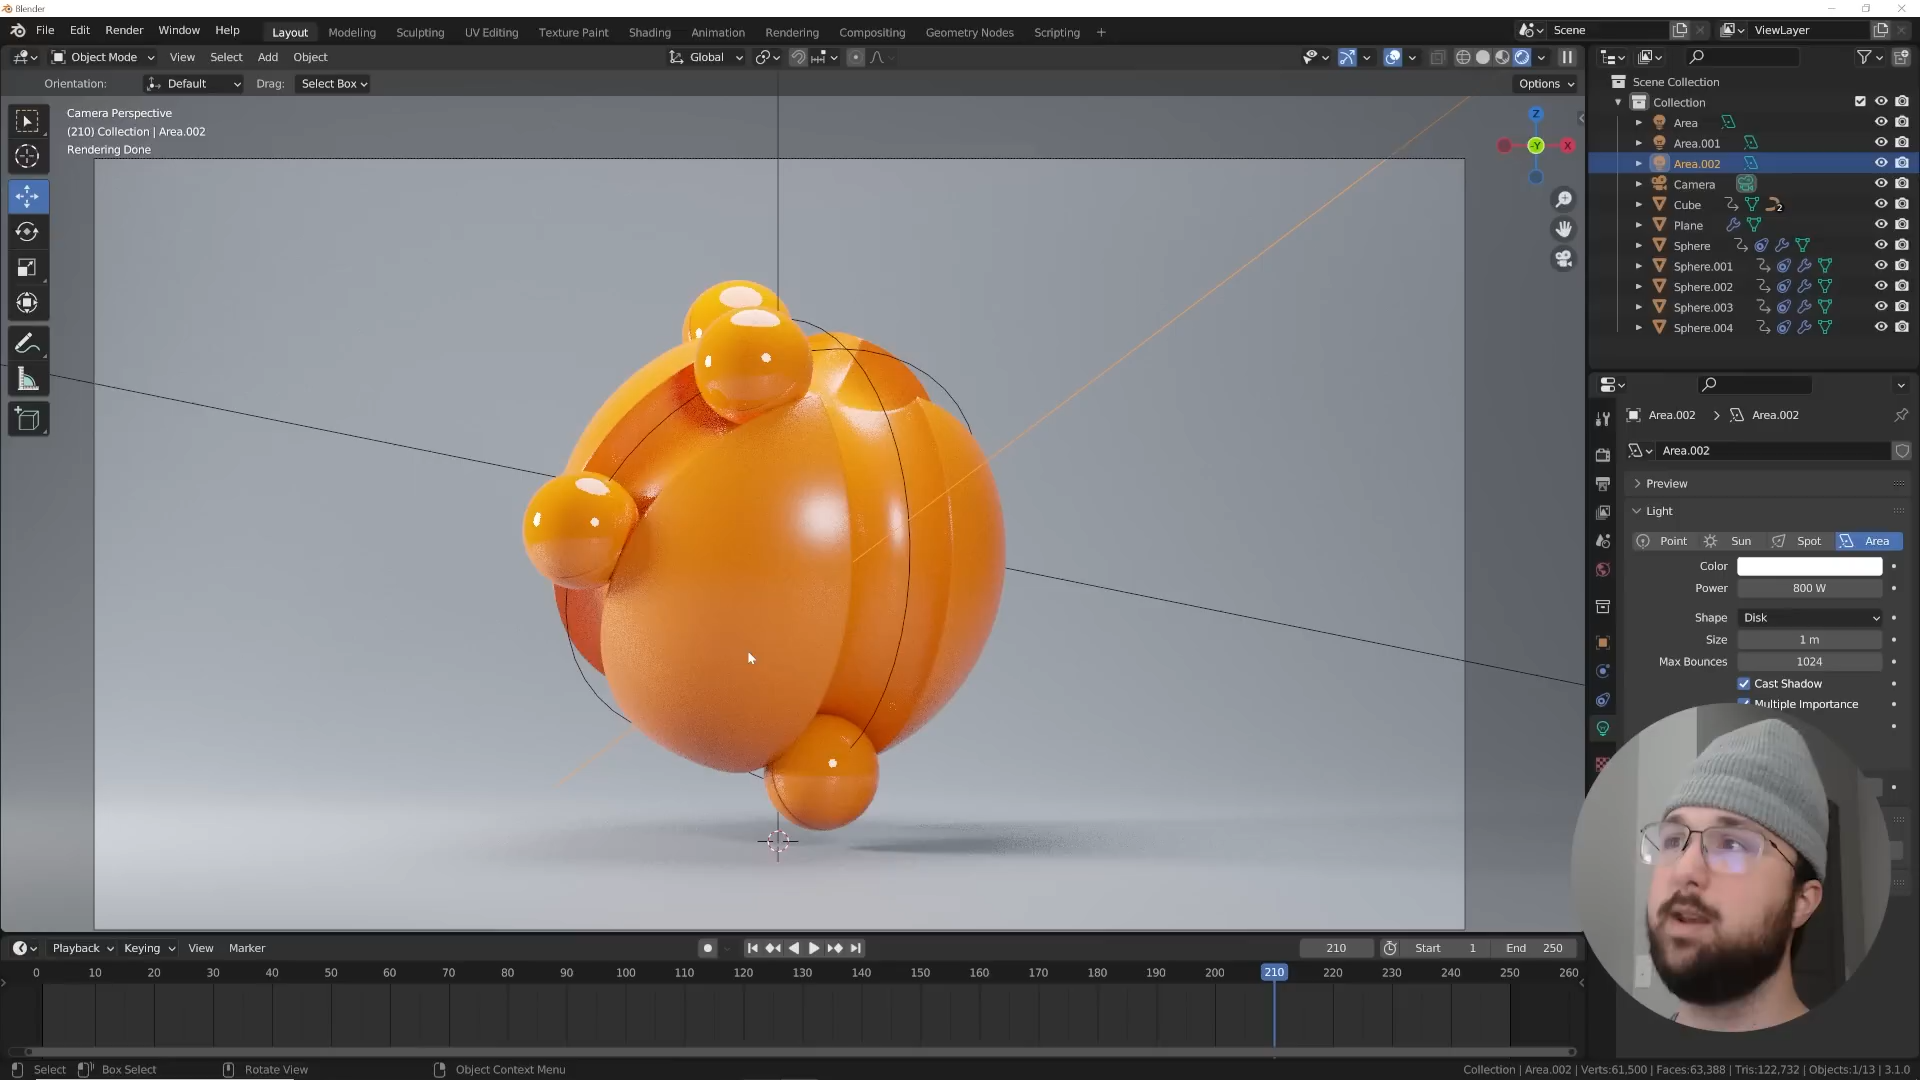 Blender
File Edit Render Window Help Layout Modeling Sculpting UV Editing Texture Paint Shading Animation Rendering Compositing Geometry Nodes Scripting + Scene ViewLayer
Object Mode View Select Add Object Global
Orientation: Default Drag: Select Box Options
Camera Perspective
(210) Collection | Area.002
Rendering Done
Z
-Y
X
Scene Collection
Collection
Area
Area.001
Area.002
Camera
Cube 2
Plane
Sphere
Sphere.001
Sphere.002
Sphere.003
Sphere.004
Area.002 > Area.002
Area.002
Preview
Light
Point Sun Spot Area
Color
Power 800 W
Shape Disk
Size 1 m
Max Bounces 1024
Cast Shadow
Multiple Importance
Playback Keying View Marker 210 Start 1 End 250
0 10 20 30 40 50 60 70 80 90 100 110 120 130 140 150 160 170 180 190 200 210 220 230 240 250 260
Select Box Select Rotate View Object Context Menu Collection | Area.002 | Verts:61,500 | Faces:63,388 | Tris:122,732 | Objects:1/13 | 3.1.0